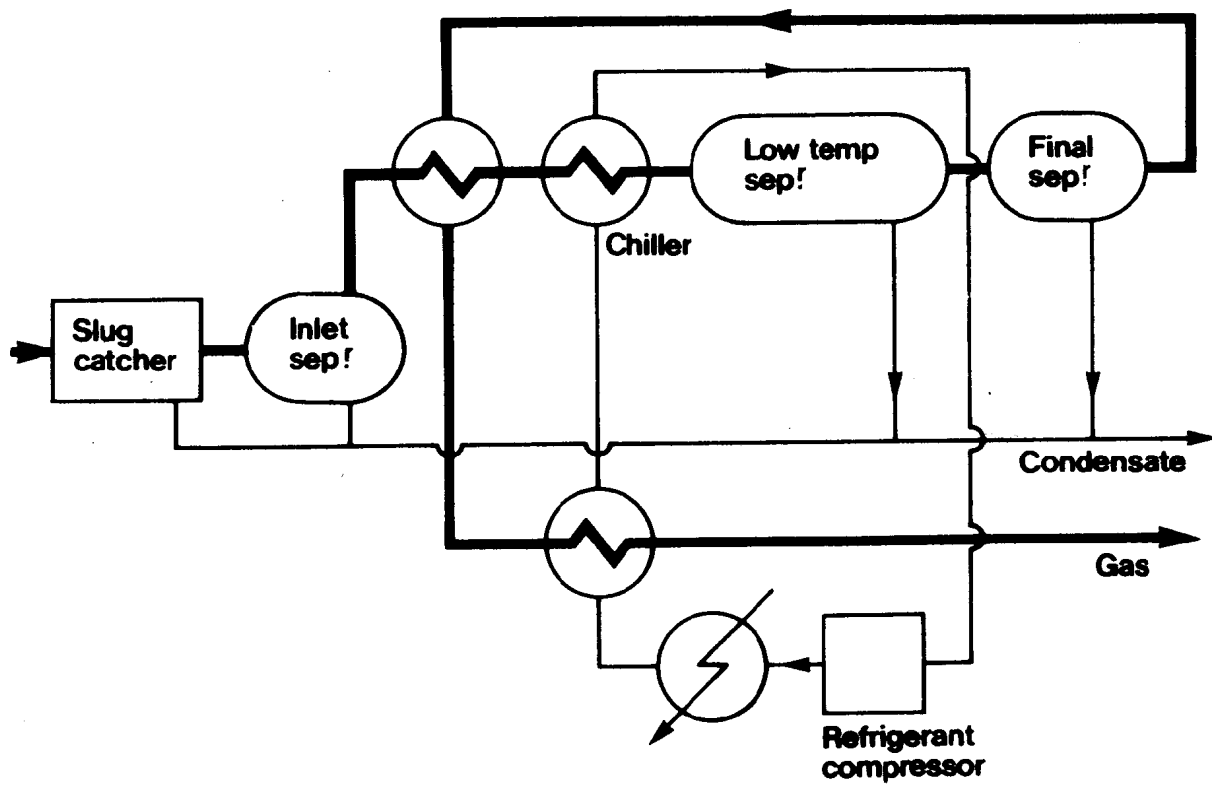 Low temp
sep!r
Final
sep!r
Chiller
Slug
catcher
Inlet
sep!r
Condensate
Gas
Refrigerant
compressor